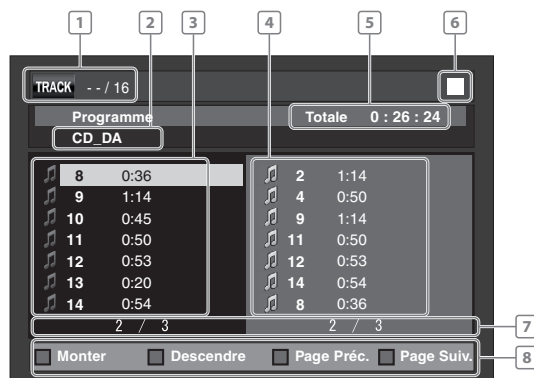 1 2 3 4 5 6
TRACK - - / 16
Programme Totale 0 : 26 : 24
CD_DA
8 0:36 2 1:14
9 1:14 4 0:50
10 0:45 9 1:14
11 0:50 11 0:50
12 0:53 12 0:53
13 0:20 14 0:54
14 0:54 8 0:36
2 / 3 2 / 3 7
Monter Descendre Page Préc. Page Suiv. 8